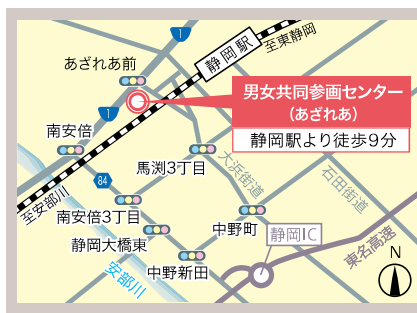 1
静岡駅
至東静岡
あざれあ前
男女共同参画センター
(あざれあ)
静岡駅より徒歩9分
1
南安倍
馬渕3丁目
大浜街道
石田街道
84
至安部川
南安倍3丁目
中野町
静岡IC
静岡大橋東
東名高速
安部川
中野新田
N